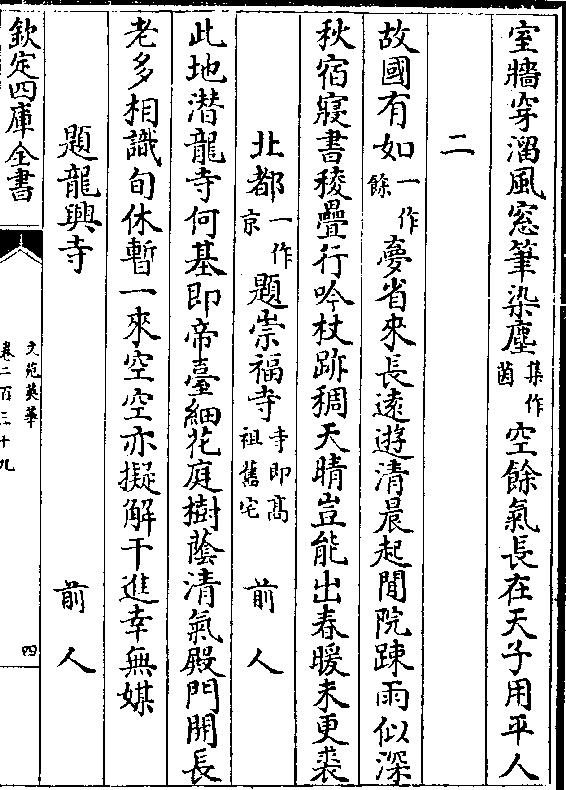 室牆穿溜風窓筆染塵集作茵空餘氣長在天子用平人
二
故國有如一作餘夣省來長遠遊清晨起閒院踈雨似深
秋宿寢書稜疊行吟杖跡稠天晴豈能出春暖未更裘
北都一作京題崇福寺寺即高祖舊宅 前人
此地潜龍寺何基即帝臺細花庭樹蔭清氣殿門開長
老多相識旬休暫一來空空亦擬解干進幸無媒
題龍興寺 前人
欽定四庫全書
文苑英華
卷二百三十九
四